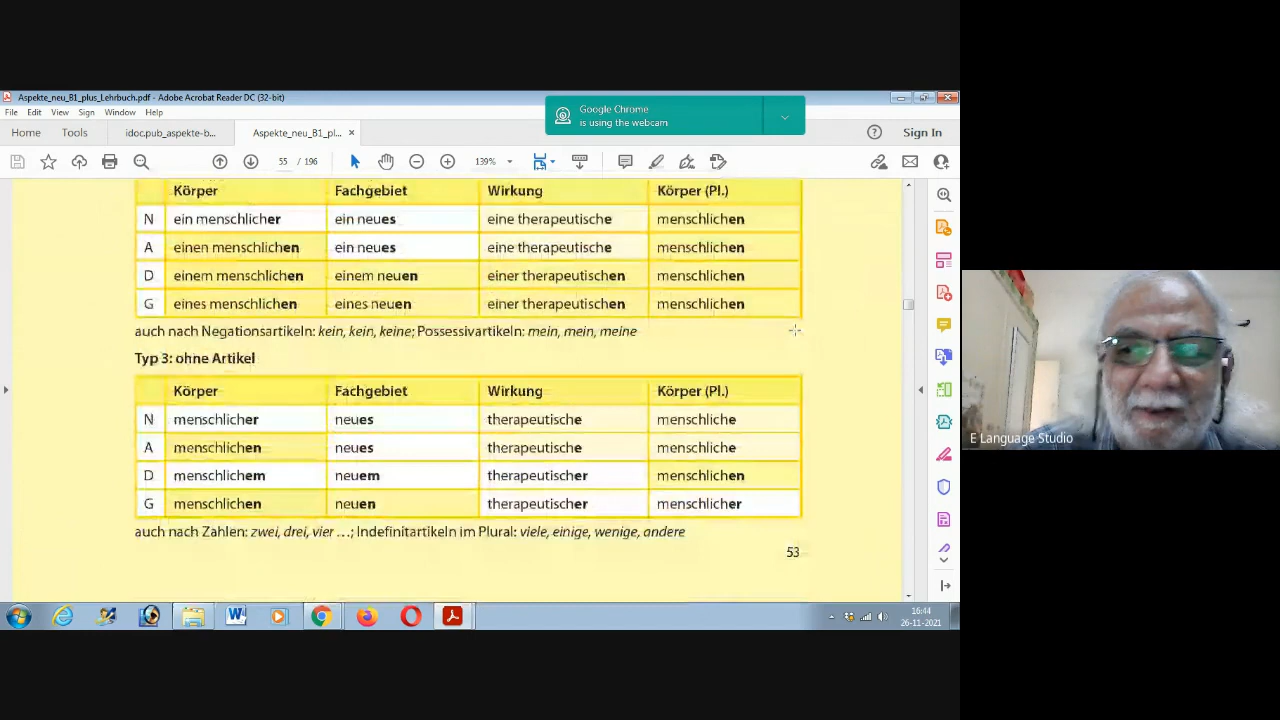 Aspekte_neu_B1_plus_Lehrbuch.pdf - Adobe Acrobat Reader DC (32-bit)
File Edit View Sign Window Help
Google Chrome
is using the webcam
Home Tools idoc.pub_aspekte-b... Aspekte_neu_B1_pl... × Sign In
55 / 196 139%
Körper Fachgebiet Wirkung Körper (Pl.)
N ein menschlicher ein neues eine therapeutische menschlichen
A einen menschlichen ein neues eine therapeutische menschlichen
D einem menschlichen einem neuen einer therapeutischen menschlichen
G eines menschlichen eines neuen einer therapeutischen menschlichen
auch nach Negationsartikeln: kein, kein, keine; Possessivartikeln: mein, mein, meine
Typ 3: ohne Artikel
Körper Fachgebiet Wirkung Körper (Pl.)
N menschlicher neues therapeutische menschliche
A menschlichen neues therapeutische menschliche
D menschlichem neuem therapeutischer menschlichen
G menschlichen neuen therapeutischer menschlicher
auch nach Zahlen: zwei, drei, vier …; Indefinitartikeln im Plural: viele, einige, wenige, andere
53
E Language Studio
16:44
26-11-2021